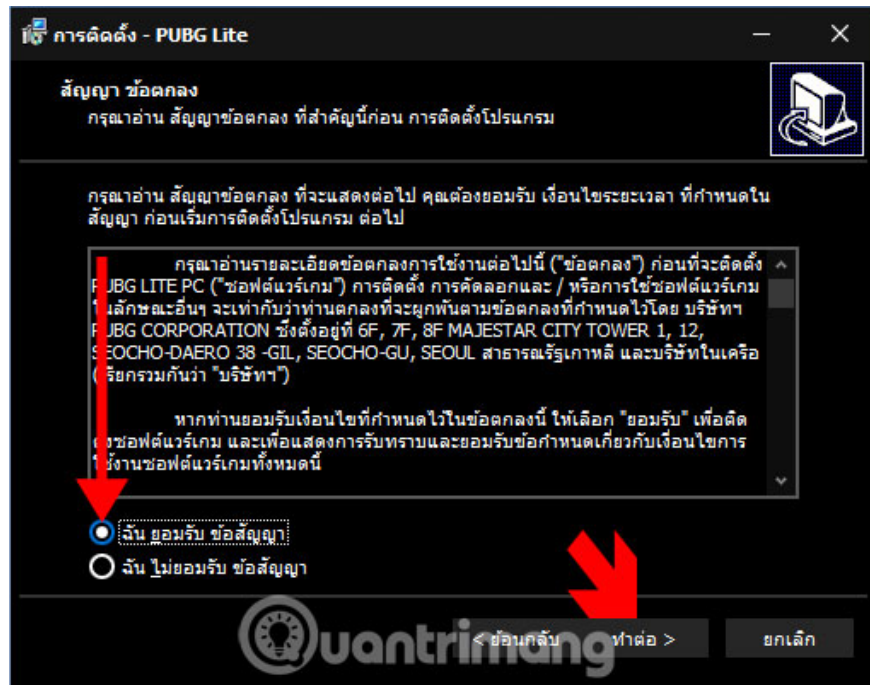 การติดตั้ง - PUBG Lite
สัญญา ข้อตกลง
กรุณาอ่าน สัญญาข้อตกลง ที่สำคัญนี้ก่อน การติดตั้งโปรแกรม
กรุณาอ่าน สัญญาข้อตกลง ที่จะแสดงต่อไป คุณต้องยอมรับ เงื่อนไขระยะเวลา ที่กำหนดใน
สัญญา ก่อนเริ่มการติดตั้งโปรแกรม ต่อไป
กรุณาอ่านรายละเอียดข้อตกลงการใช้งานต่อไปนี้ ("ข้อตกลง") ก่อนที่จะติดตั้ง
PUBG LITE PC ("ซอฟต์แวร์เกม") การติดตั้ง การคัดลอกและ / หรือการใช้ซอฟต์แวร์เกม
ในลักษณะอื่นๆ จะเท่ากับว่าท่านตกลงที่จะผูกพันตามข้อตกลงที่กำหนดไว้โดย บริษัทฯ
PUBG CORPORATION ซึ่งตั้งอยู่ที่ 6F, 7F, 8F MAJESTAR CITY TOWER 1, 12,
SEOCHO-DAERO 38 -GIL, SEOCHO-GU, SEOUL สาธารณรัฐเกาหลี และบริษัทในเครือ
(เรียกรวมกันว่า "บริษัทฯ")
หากท่านยอมรับเงื่อนไขที่กำหนดไว้ในข้อตกลงนี้ ให้เลือก "ยอมรับ" เพื่อติด
ตั้งซอฟต์แวร์เกม และเพื่อแสดงการรับทราบและยอมรับข้อกำหนดเกี่ยวกับเงื่อนไขการ
ใช้งานซอฟต์แวร์เกมทั้งหมดนี้
ฉัน ยอมรับ ข้อสัญญา
ฉัน ไม่ยอมรับ ข้อสัญญา
< ย้อนกลับ ทำต่อ > ยกเลิก
Quantrimang